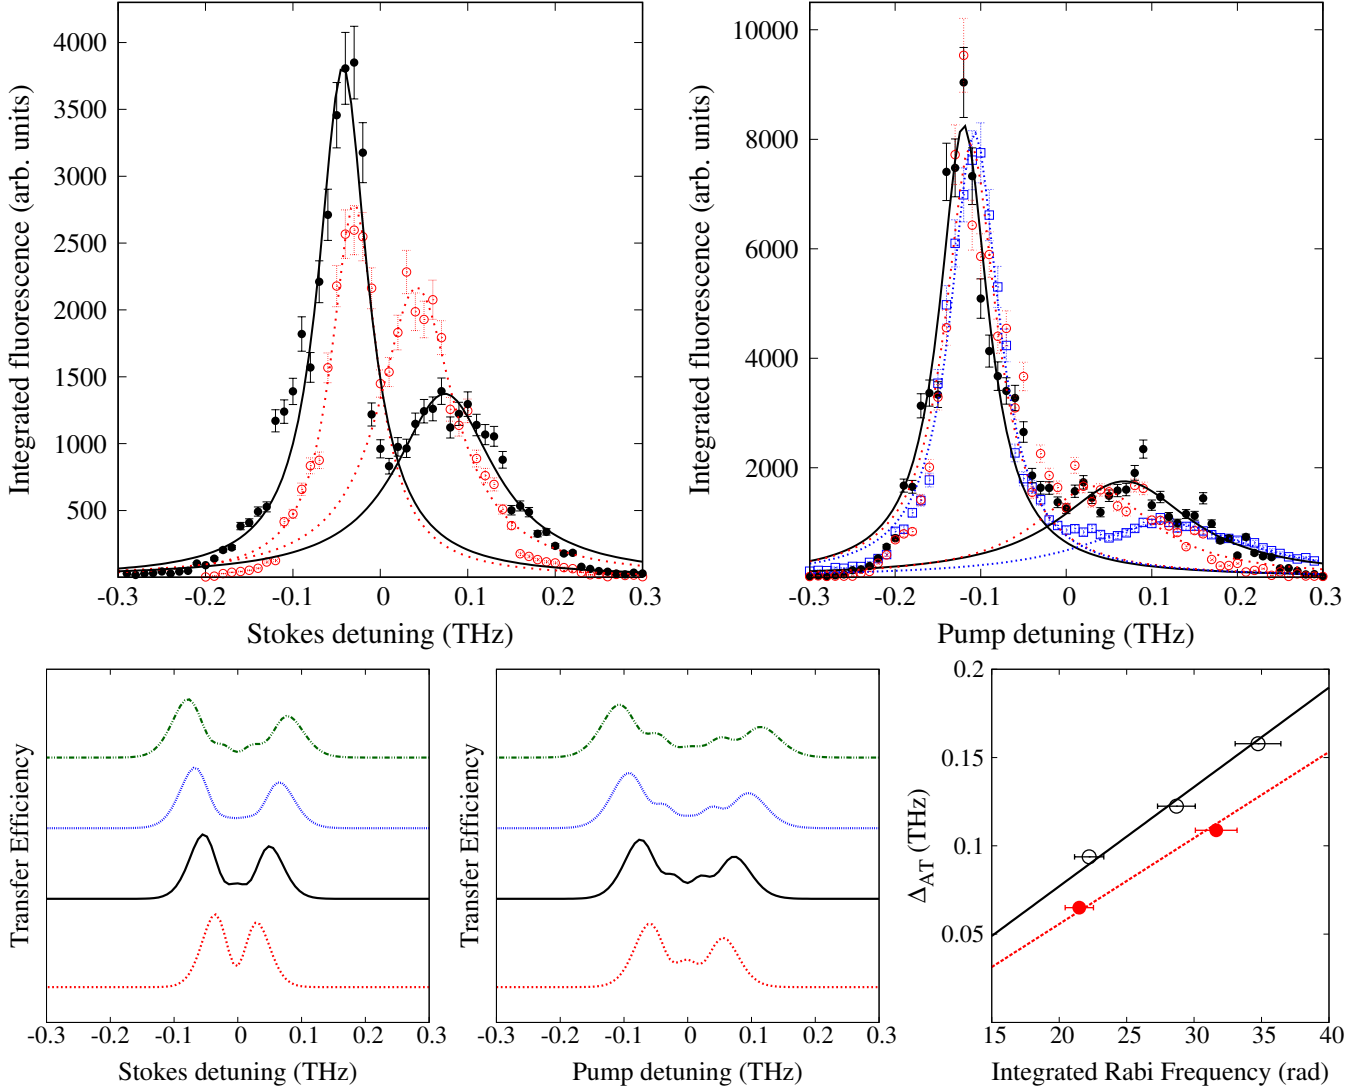 Integrated fluorescence (arb. units)
4000
3500
3000
2500
2000
1500
1000
500
-0.3 -0.2 -0.1 0 0.1 0.2 0.3
Stokes detuning (THz)
Integrated fluorescence (arb. units)
10000
8000
6000
4000
2000
-0.3 -0.2 -0.1 0 0.1 0.2 0.3
Pump detuning (THz)
Transfer Efficiency
-0.3 -0.2 -0.1 0 0.1 0.2 0.3
Stokes detuning (THz)
Transfer Efficiency
-0.3 -0.2 -0.1 0 0.1 0.2 0.3
Pump detuning (THz)
Δ_AT (THz)
0.2
0.15
0.1
0.05
15 20 25 30 35 40
Integrated Rabi Frequency (rad)